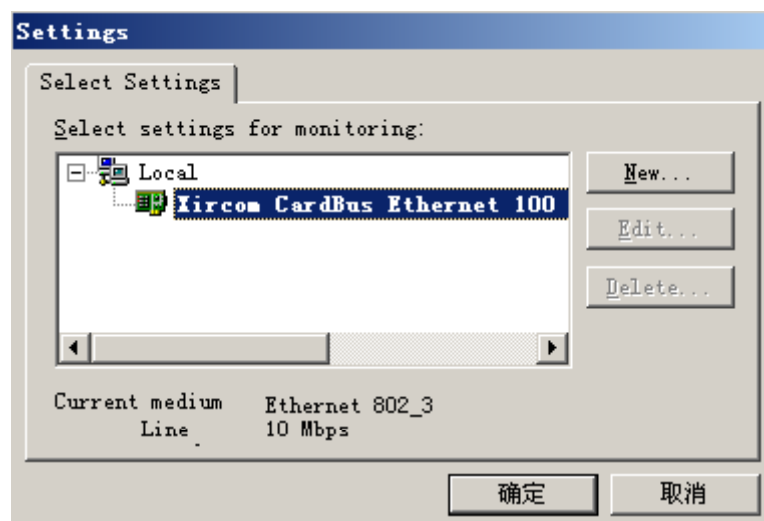 Settings
Select Settings
Select settings for monitoring:
Local
New...
Xircom CardBus Ethernet 100
Edit...
Delete...
Current medium Ethernet 802_3
Line 10 Mbps
确定 取消